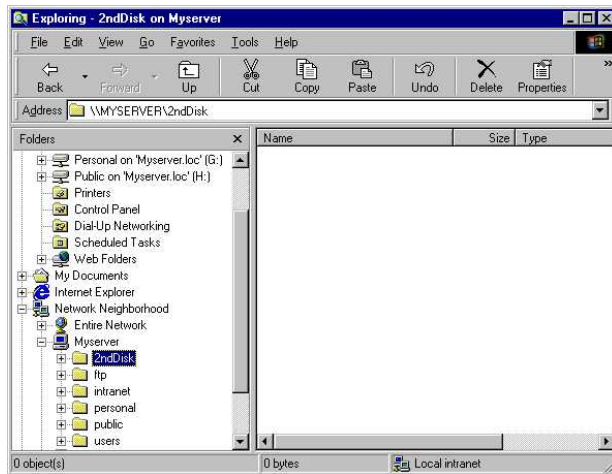 Exploring - 2ndDisk on Myserver
File Edit View Go Favorites Tools Help
Back Forward Up Cut Copy Paste Undo Delete Properties »
Address \\MYSERVER\2ndDisk
Folders
Name Size Type
Personal on 'Myserver.loc' (G:)
Public on 'Myserver.loc' (H:)
Printers
Control Panel
Dial-Up Networking
Scheduled Tasks
Web Folders
My Documents
Internet Explorer
Network Neighborhood
Entire Network
Myserver
2ndDisk
ftp
intranet
personal
public
users
0 object(s) 0 bytes Local intranet